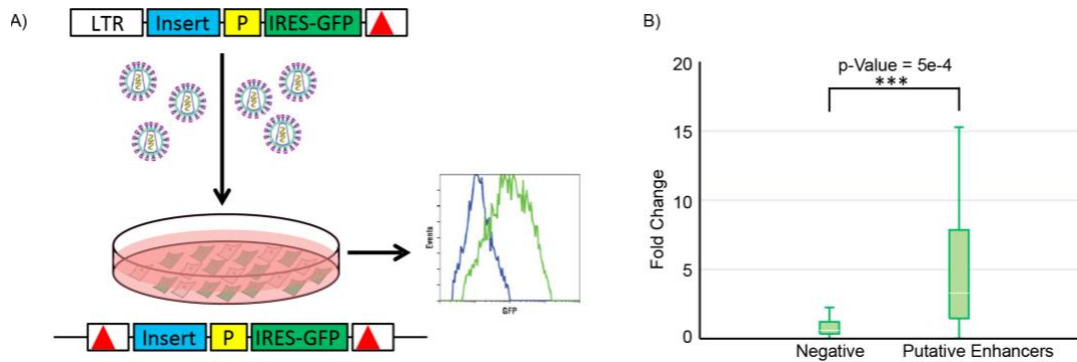 A)
LTR Insert P IRES-GFP
Events
GFP
Insert P IRES-GFP
B)
p-Value = 5e-4
***
20
15
10
5
0
Fold Change
Negative Putative Enhancers